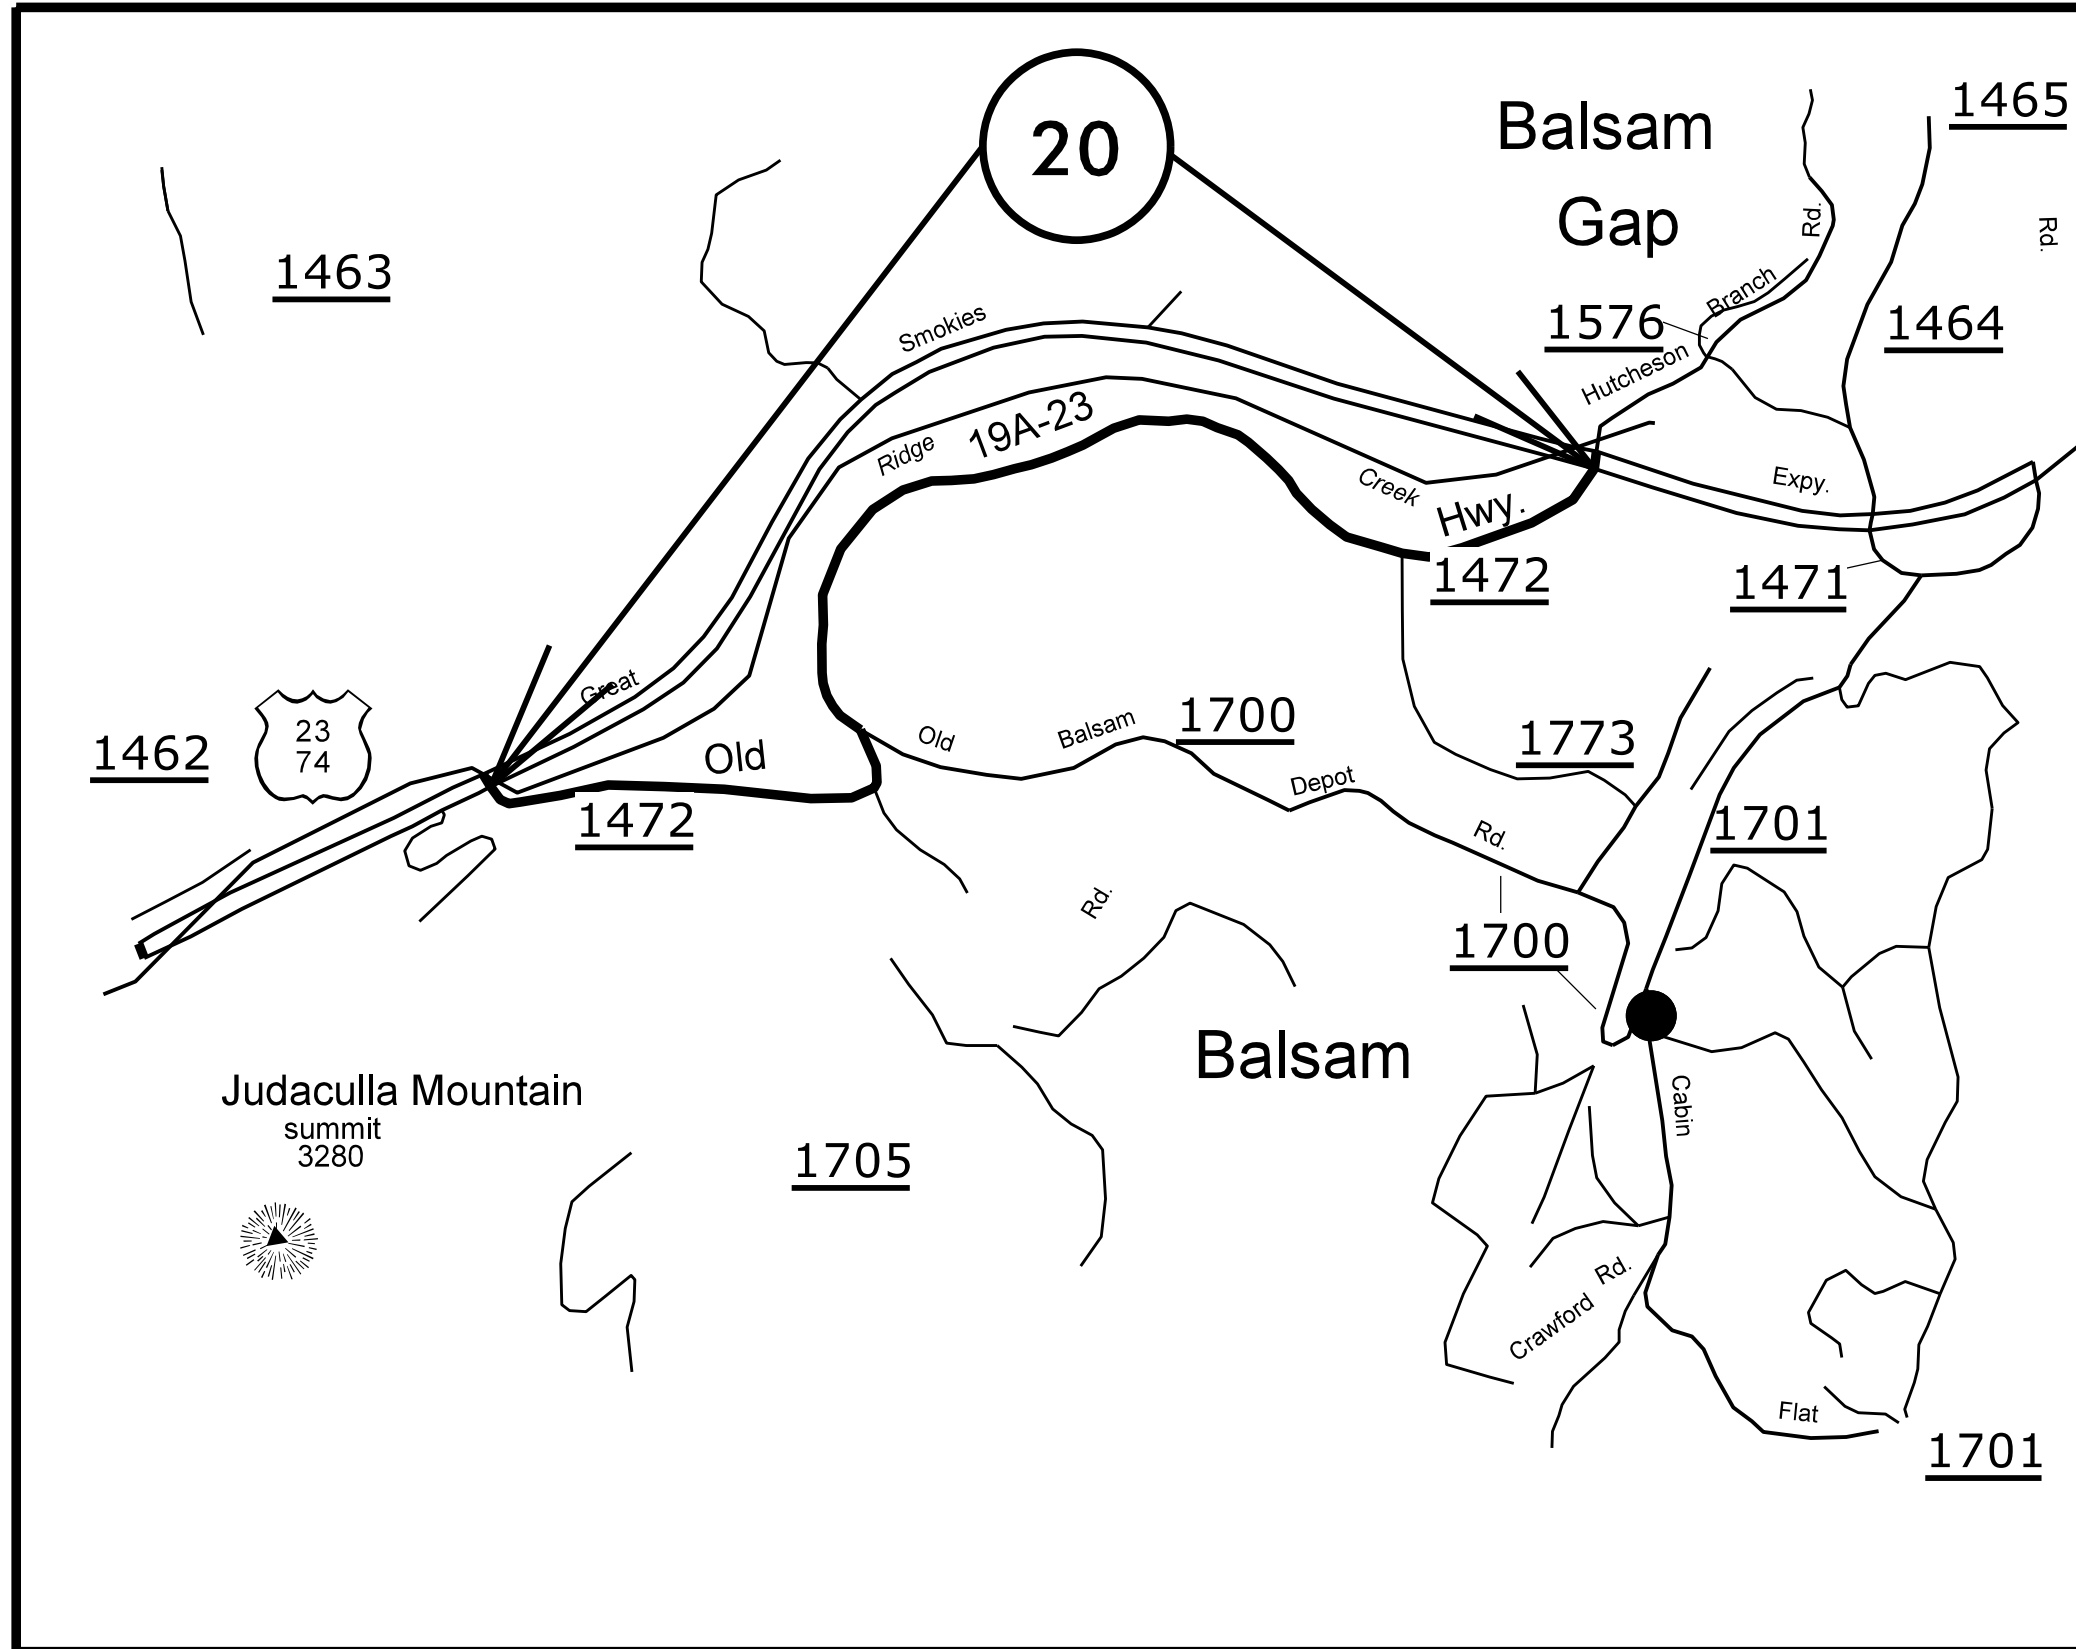 20
Balsam
Gap
1465
Rd.
Rd.
1463
Branch
1576
1464
Smokies
Hutcheson
19A-23
Ridge
Creek
Hwy.
Expy.
1472
1471
Great
1462
23
74
Old
Old
Balsam
1700
Depot
1773
1472
Rd.
1701
Rd.
1700
Balsam
Judaculla Mountain
summit
3280
Cabin
1705
Rd.
Crawford
Flat
1701